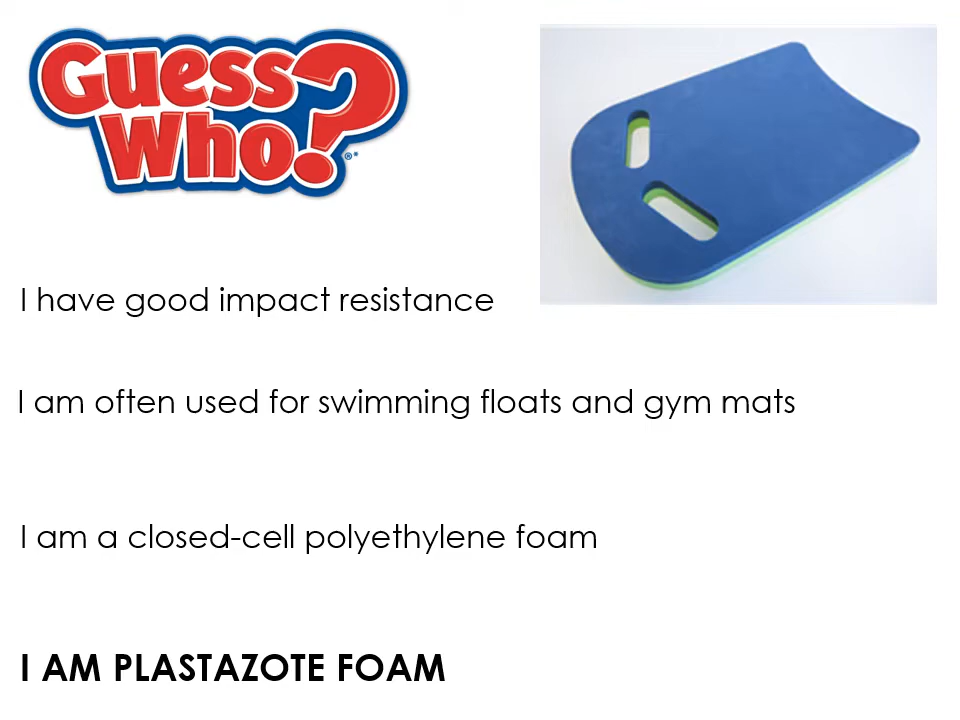 Guess
Who?
®*
I have good impact resistance
I am often used for swimming floats and gym mats
I am a closed-cell polyethylene foam
I AM PLASTAZOTE FOAM